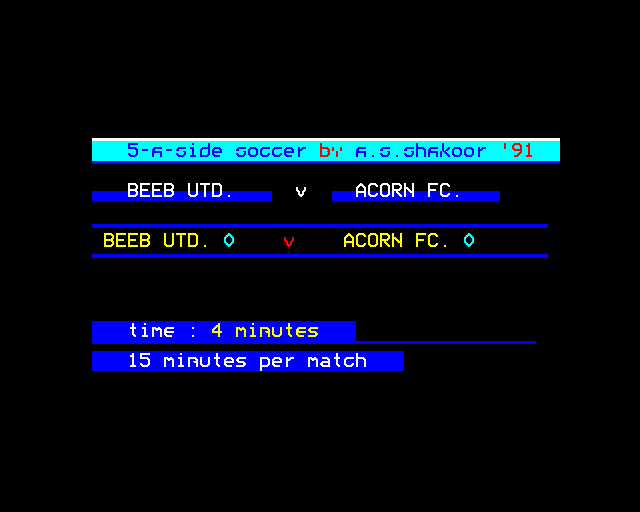 5-A-side soccer by A.S.Shakoor '91
BEEB UTD. v ACORN FC.
BEEB UTD. 0 v ACORN FC. 0
time : 4 minutes
15 minutes per match